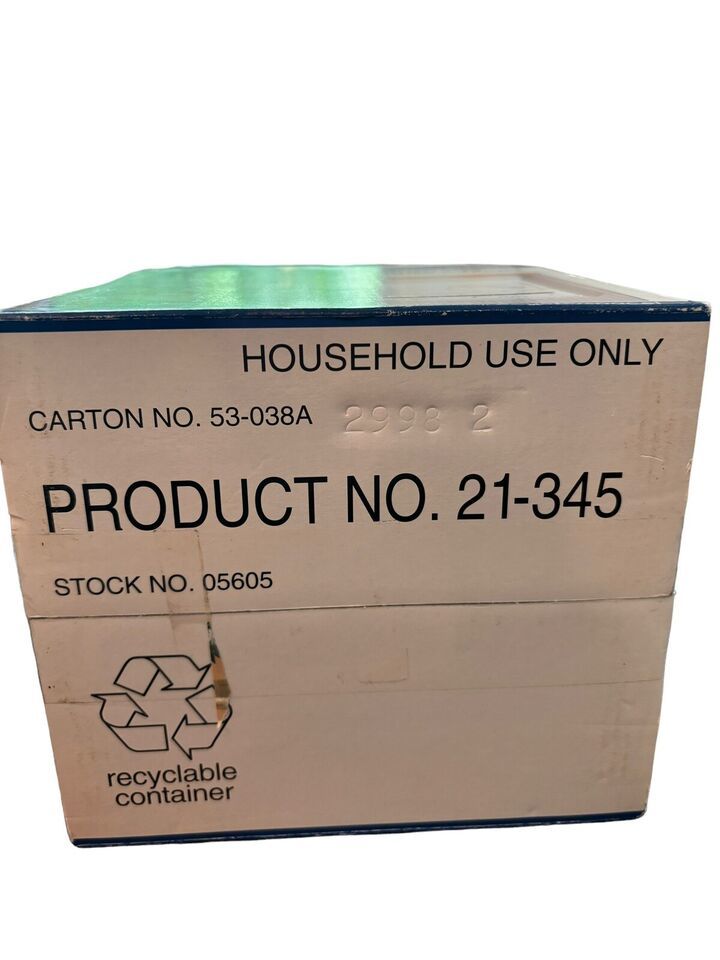 HOUSEHOLD USE ONLY
CARTON NO. 53-038A 2998 2
PRODUCT NO. 21-345
STOCK NO. 05605
recyclable
container